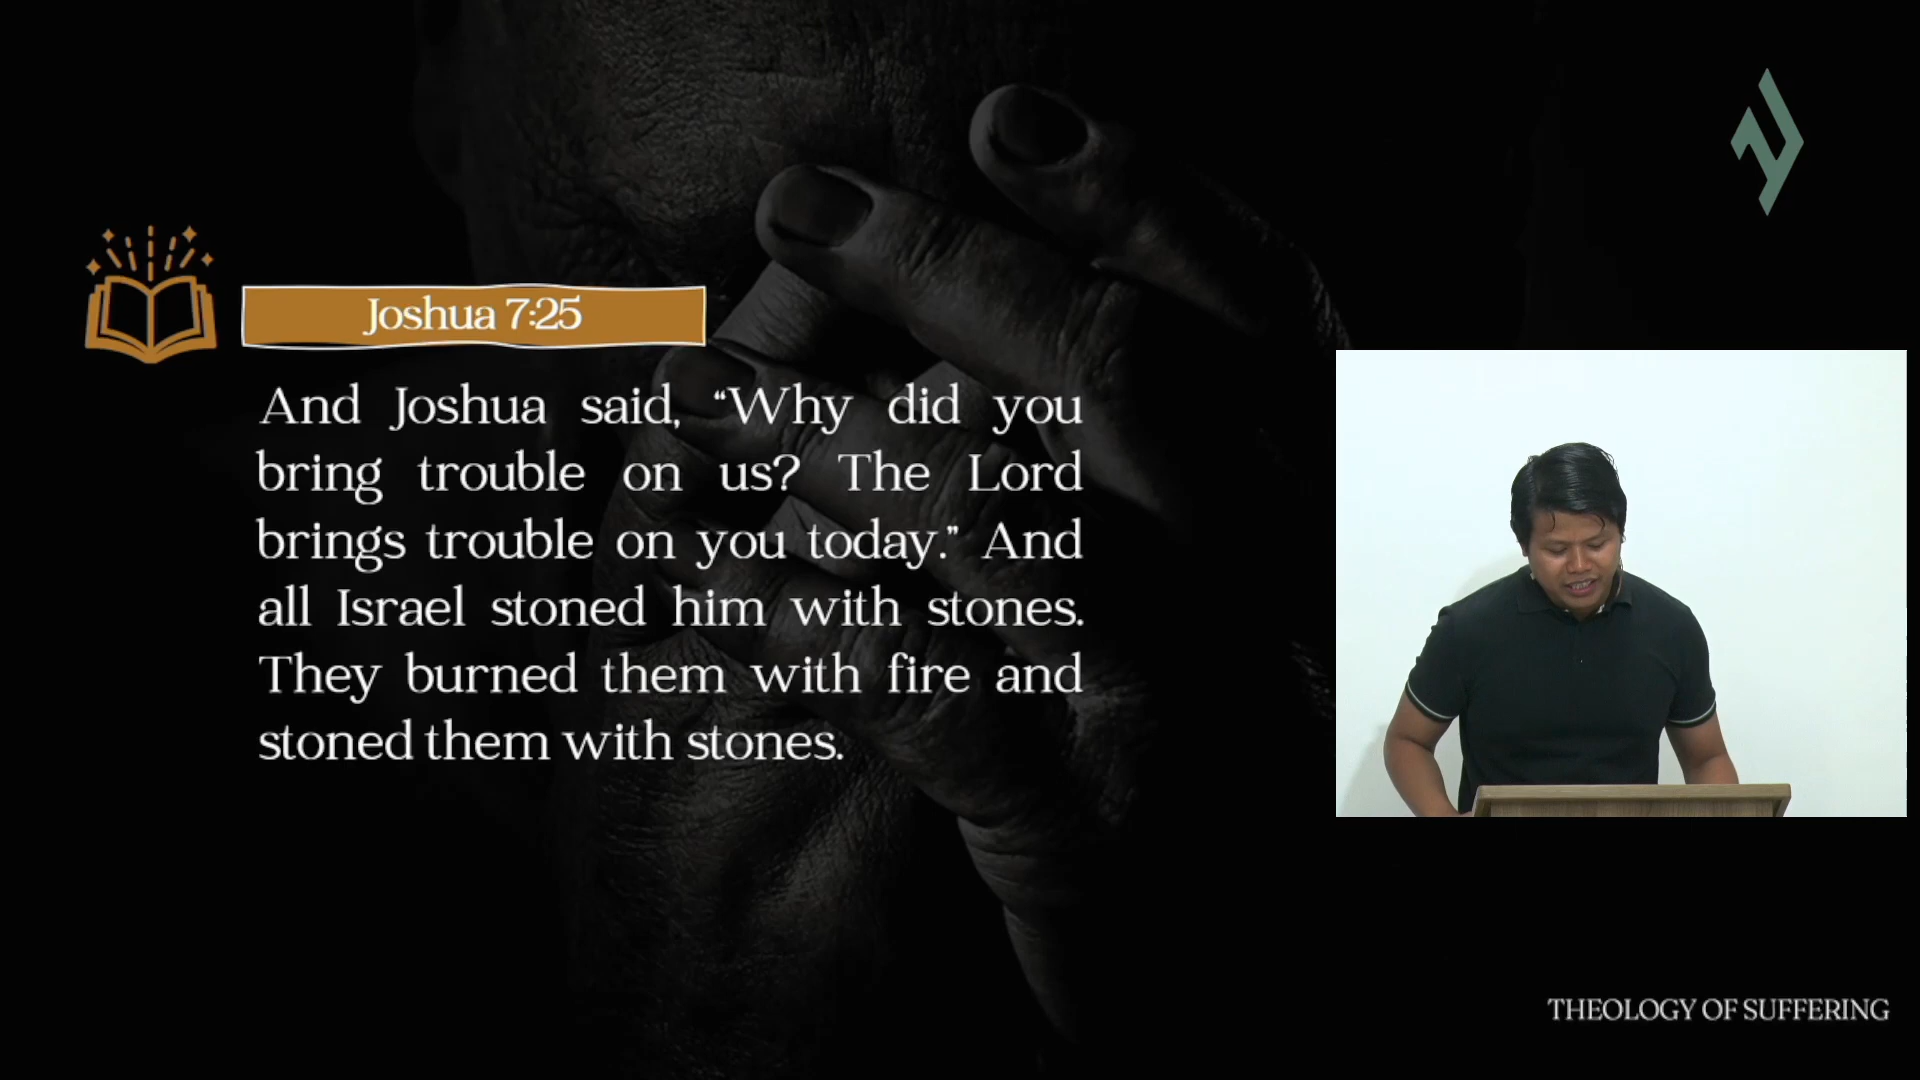 Joshua 7:25
And Joshua said, “Why did you
bring trouble on us? The Lord
brings trouble on you today.” And
all Israel stoned him with stones.
They burned them with fire and
stoned them with stones.
THEOLOGY OF SUFFERING